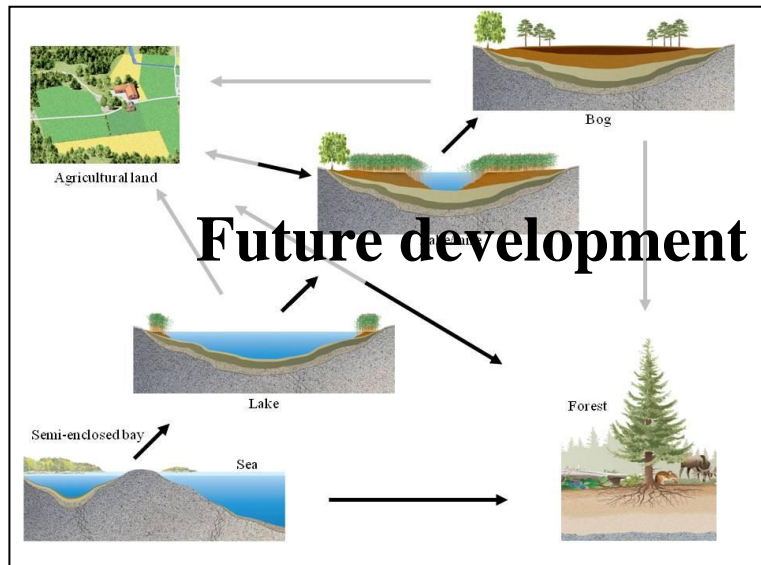 Bog
Agricultural land
Future development
Lake
Forest
Semi-enclosed bay
Sea